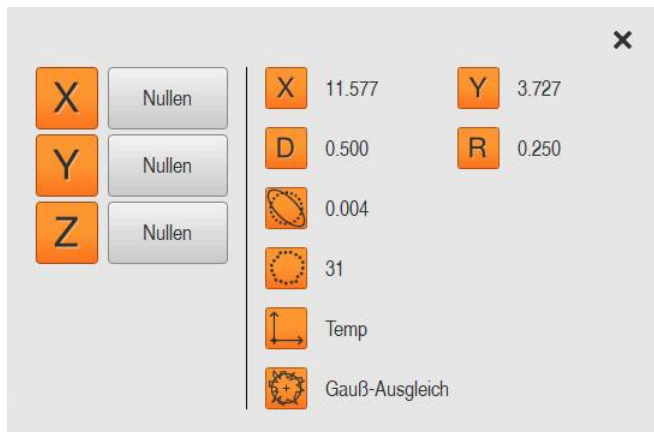 X Nullen
Y Nullen
Z Nullen
X 11.577 Y 3.727
D 0.500 R 0.250
0.004
31
Temp
Gauß-Ausgleich